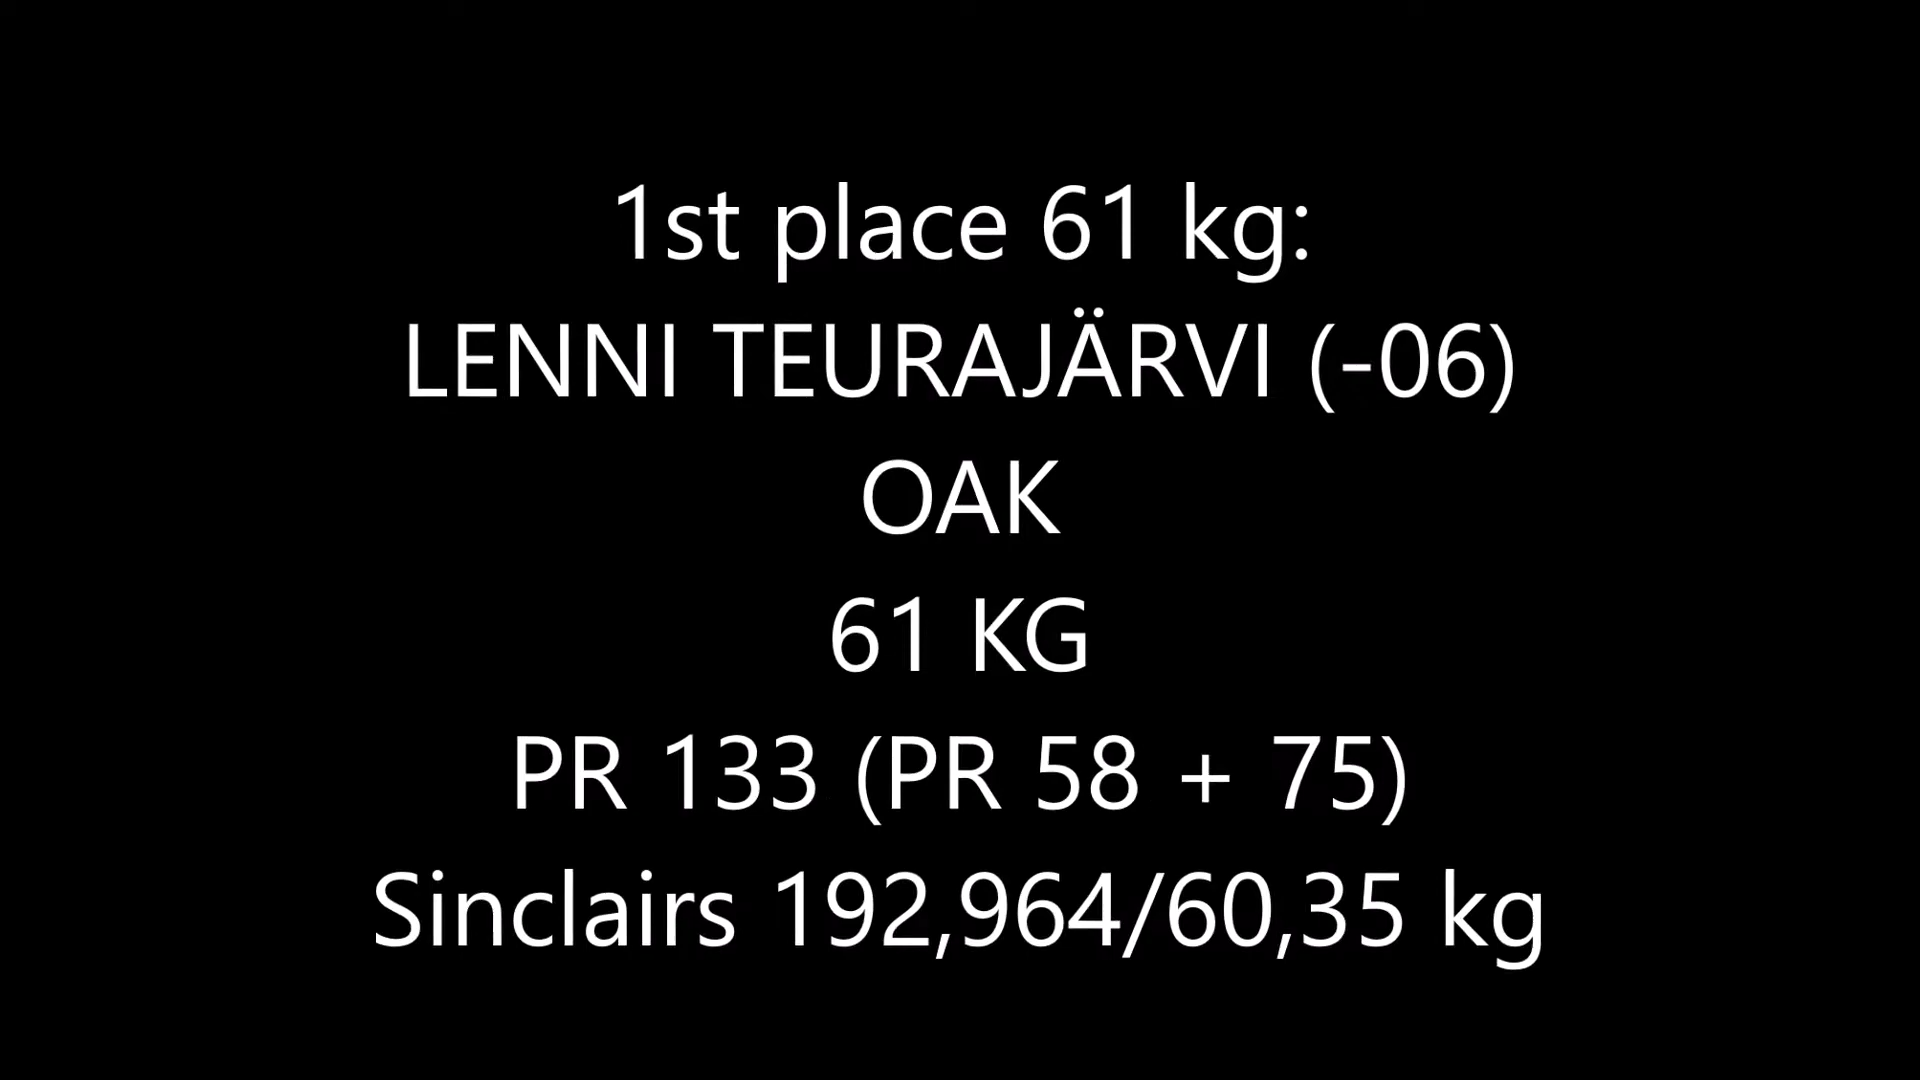 1st place 61 kg:
LENNI TEURAJÄRVI (-06)
OAK
61 KG
PR 133 (PR 58 + 75)
Sinclairs 192,964/60,35 kg